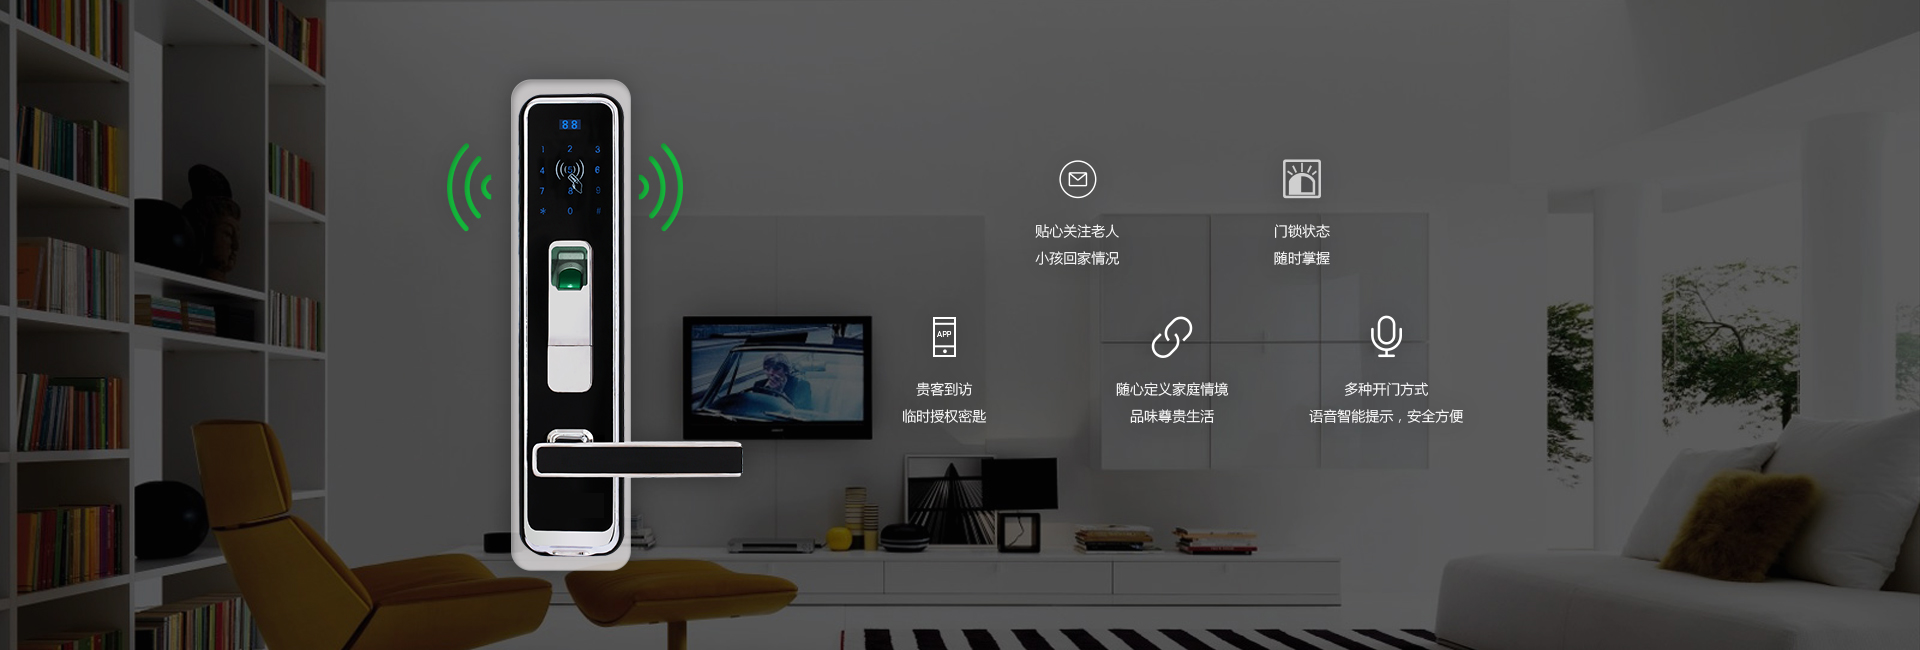 88
1 2 3
4 5 6
7 8 9
* 0 #
贴心关注老人
小孩回家情况
门锁状态
随时掌握
APP
贵客到访
临时授权密匙
随心定义家庭情境
品味尊贵生活
多种开门方式
语音智能提示，安全方便